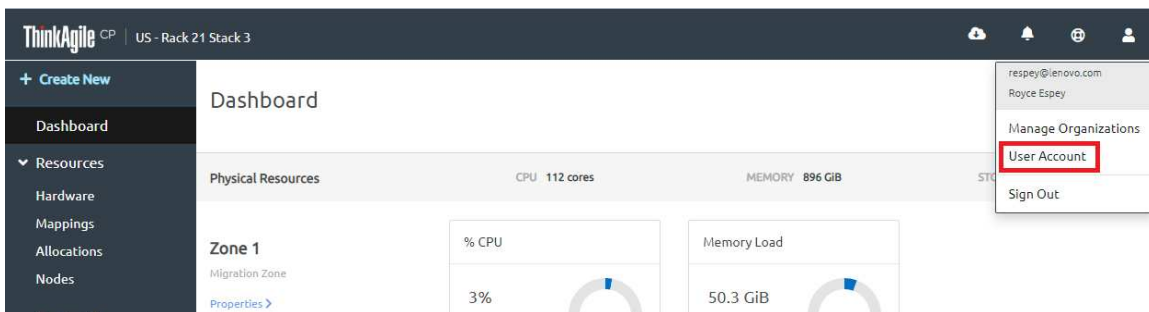 ThinkAgile CP | US - Rack 21 Stack 3
respey@lenovo.com
Royce Espey
Manage Organizations
User Account
Sign Out
+ Create New
Dashboard
Resources
Hardware
Mappings
Allocations
Nodes
Dashboard
Physical Resources CPU 112 cores MEMORY 896 GiB
Zone 1
Migration Zone
Properties >
% CPU
3%
Memory Load
50.3 GiB